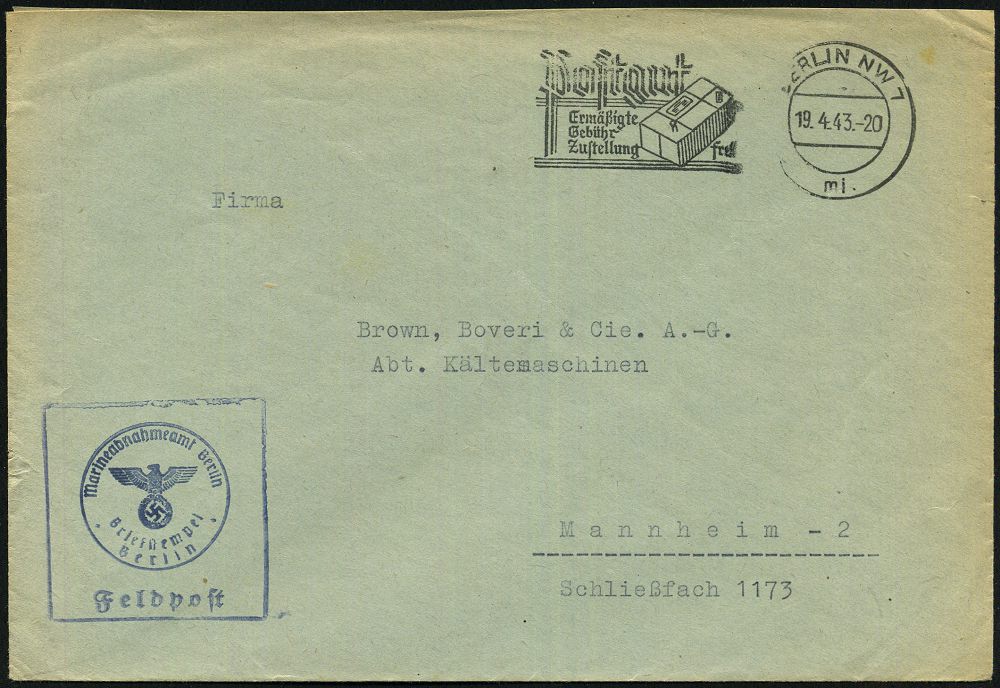 Postgut
Ermäßigte
Gebühr
Zustellung frei
BERLIN NW 7
19.4.43.-20
mi
Firma
Brown, Boveri & Cie. A.-G.
Abt. Kältemaschinen
Marineabnahmeamt Berlin
Briefstempel
Berlin
Feldpost
Mannheim - 2
Schließfach 1173